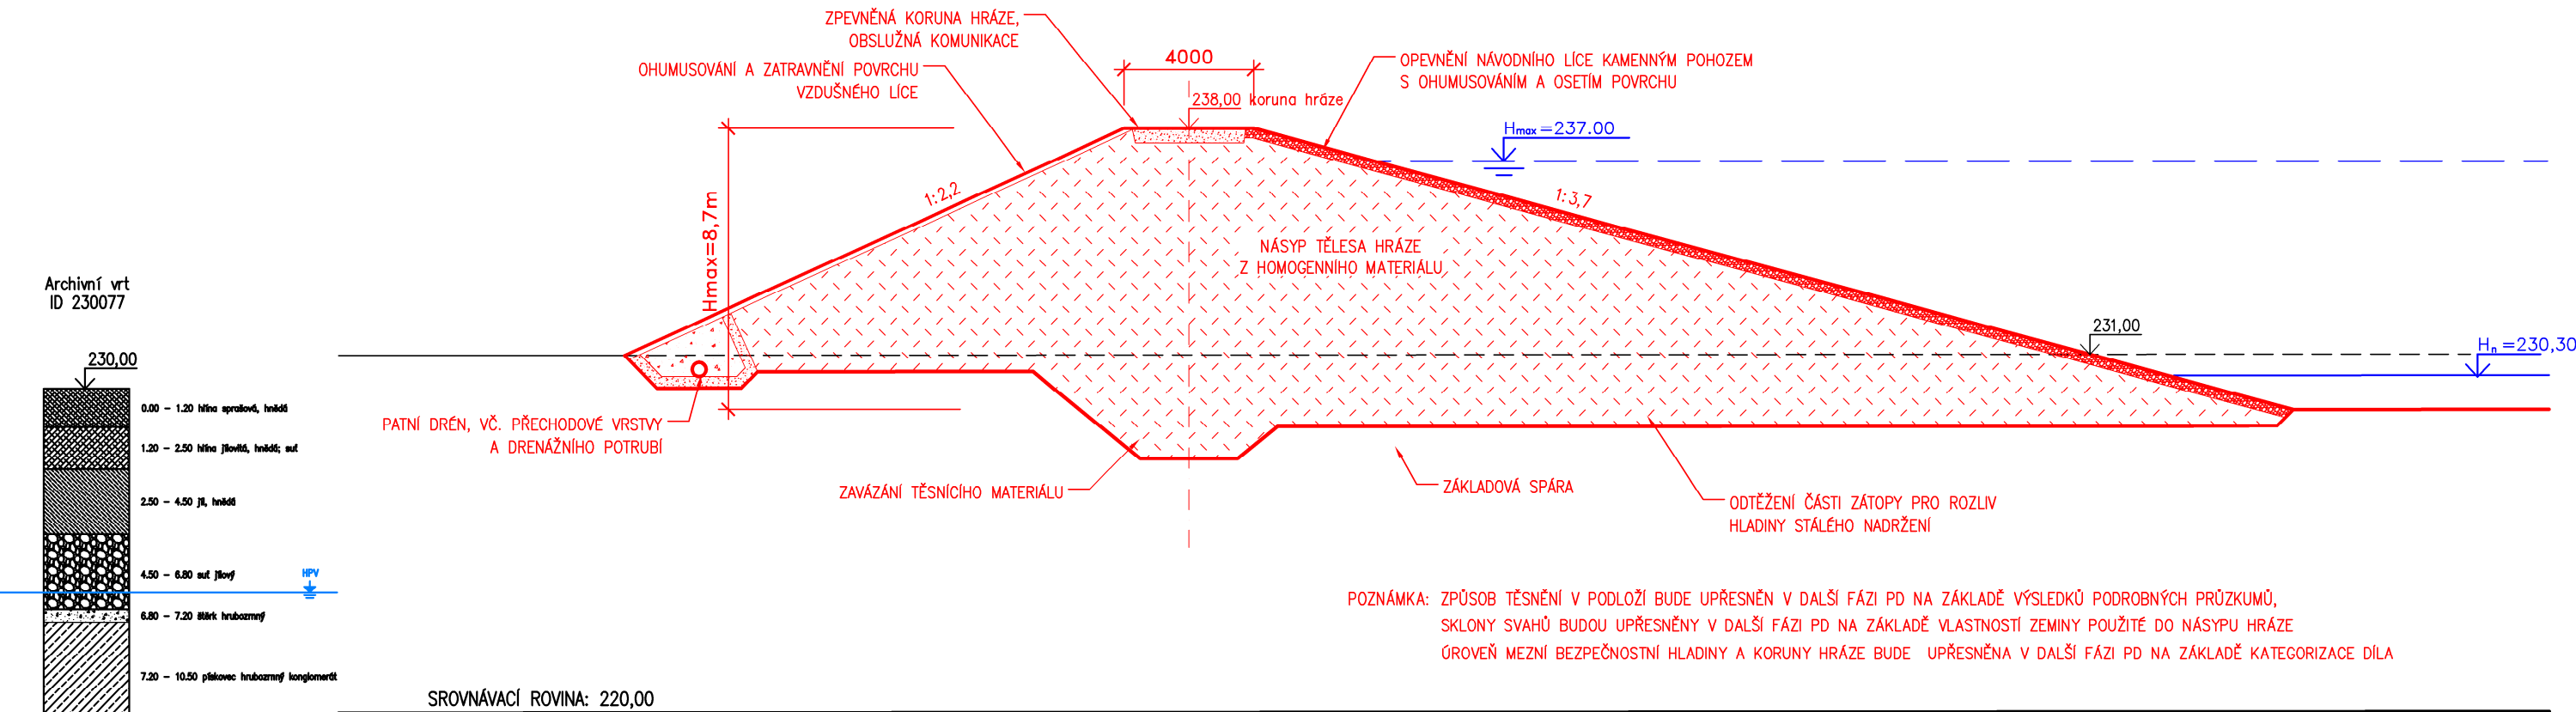 ZPEVNĚNÁ KORUNA HRÁZE,
OBSLUŽNÁ KOMUNIKACE
OHUMUSOVÁNÍ A ZATRAVNĚNÍ POVRCHU
VZDUŠNÉHO LÍCE
4000
238,00 koruna hráze
OPEVNĚNÍ NÁVODNÍHO LÍCE KAMENNÝM POHOZEM
S OHUMUSOVÁNÍM A OSETÍM POVRCHU
Hmax=237.00
1:2,2
1:3,7
Hmax=8,7m
NÁSYP TĚLESA HRÁZE
Z HOMOGENNÍHO MATERIÁLU
231,00
Hn=230,30
Archivní vrt
ID 230077
230,00
0.00 – 1.20 hlína sprašová, hnědá
1.20 – 2.50 hlína jílovitá, hnědá; suť
2.50 – 4.50 jíl, hnědá
4.50 – 6.80 suť jílový
HPV
6.80 – 7.20 štěrk hrubozrnný
7.20 – 10.50 pískovec hrubozrnný konglomerát
PATNÍ DRÉN, VČ. PŘECHODOVÉ VRSTVY
A DRENÁŽNÍHO POTRUBÍ
ZAVÁZÁNÍ TĚSNÍCÍHO MATERIÁLU
ZÁKLADOVÁ SPÁRA
ODTĚŽENÍ ČÁSTI ZÁTOPY PRO ROZLIV
HLADINY STÁLÉHO NADRŽENÍ
POZNÁMKA: ZPŮSOB TĚSNĚNÍ V PODLOŽÍ BUDE UPŘESNĚN V DALŠÍ FÁZI PD NA ZÁKLADĚ VÝSLEDKŮ PODROBNÝCH PRŮZKUMŮ,
SKLONY SVAHŮ BUDOU UPŘESNĚNY V DALŠÍ FÁZI PD NA ZÁKLADĚ VLASTNOSTÍ ZEMINY POUŽITÉ DO NÁSYPU HRÁZE
ÚROVEŇ MEZNÍ BEZPEČNOSTNÍ HLADINY A KORUNY HRÁZE BUDE UPŘESNĚNA V DALŠÍ FÁZI PD NA ZÁKLADĚ KATEGORIZACE DÍLA
SROVNÁVACÍ ROVINA: 220,00